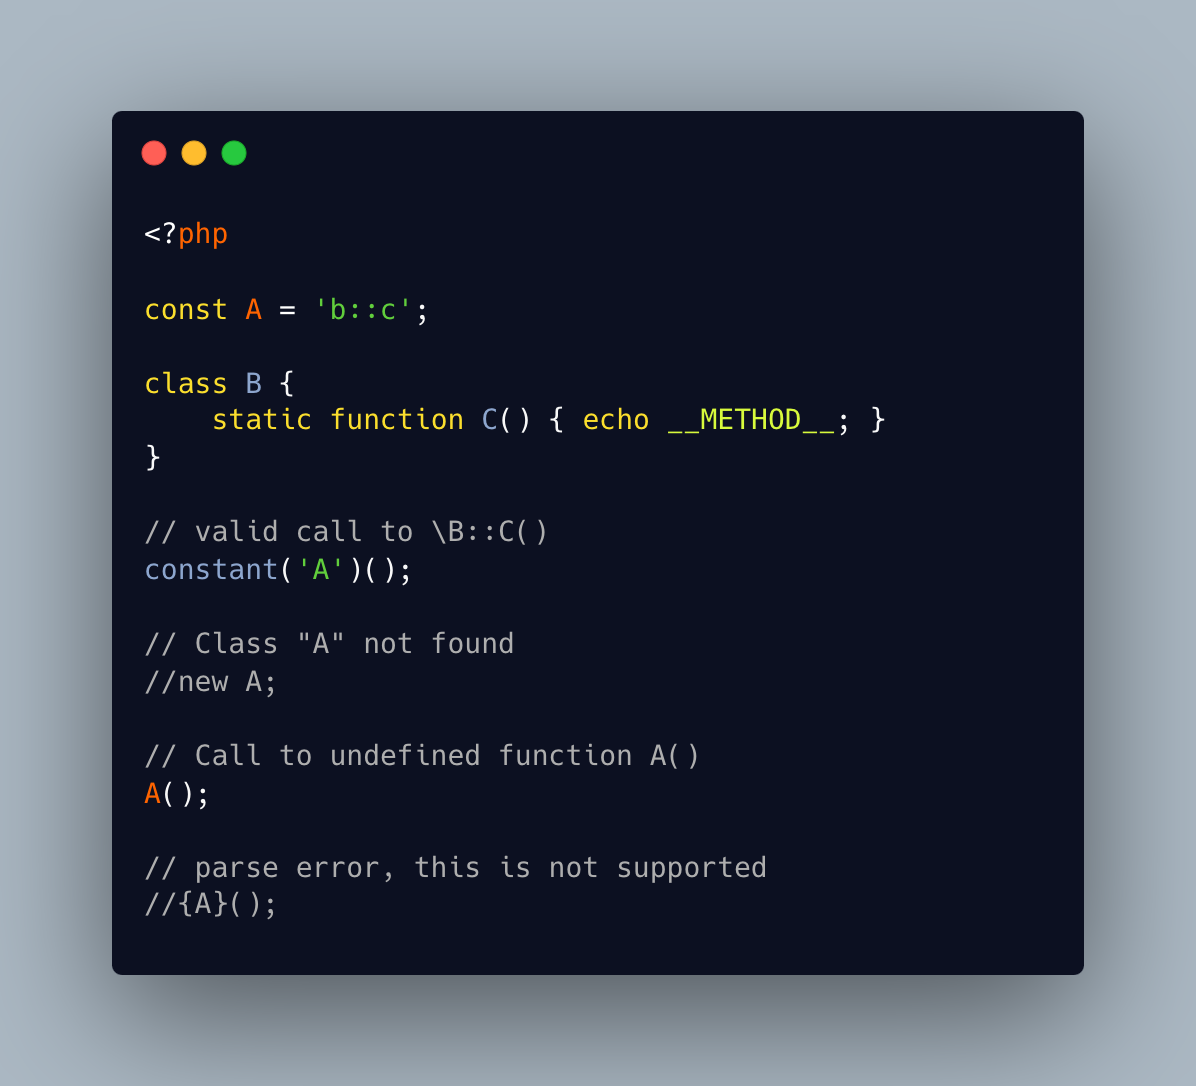 <?php
const A = 'b::c';
class B {
    static function C() { echo __METHOD__; }
}
// valid call to \B::C()
constant('A')();
// Class "A" not found
//new A;
// Call to undefined function A()
A();
// parse error, this is not supported
//{A}();